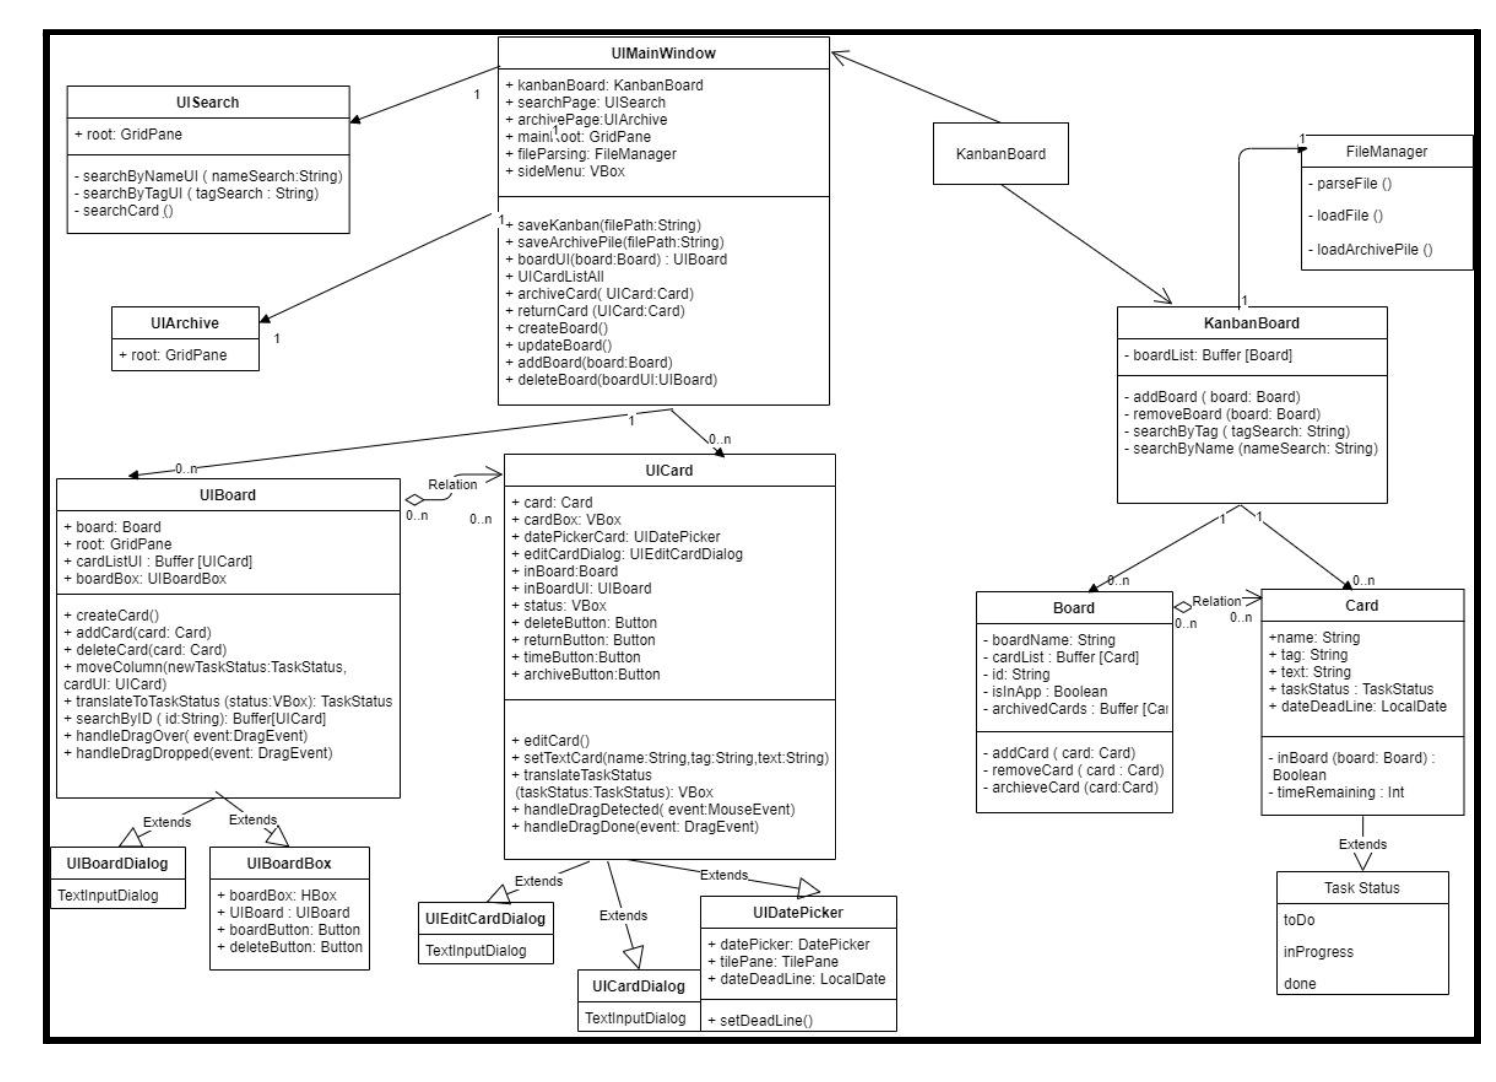 UIMainWindow
+ kanbanBoard: KanbanBoard
+ searchPage: UISearch
+ archivePage:UIArchive
+ mainRoot: GridPane
+ fileParsing: FileManager
+ sideMenu: VBox
+ saveKanban(filePath:String)
+ saveArchivePile(filePath:String)
+ boardUI(board:Board) : UIBoard
+ UICardListAll
+ archiveCard( UICard:Card)
+ returnCard (UICard:Card)
+ createBoard()
+ updateBoard()
+ addBoard(board:Board)
+ deleteBoard(boardUI:UIBoard)
1
1
1
1
UISearch
+ root: GridPane
- searchByNameUI ( nameSearch:String)
- searchByTagUI ( tagSearch : String)
- searchCard ()
UIArchive
+ root: GridPane
KanbanBoard
1
FileManager
- parseFile ()
- loadFile ()
- loadArchivePile ()
1
KanbanBoard
- boardList: Buffer [Board]
- addBoard ( board: Board)
- removeBoard (board: Board)
- searchByTag ( tagSearch: String)
- searchByName (nameSearch: String)
1
0..n
0..n
UIBoard
+ board: Board
+ root: GridPane
+ cardListUI : Buffer [UICard]
+ boardBox: UIBoardBox
+ createCard()
+ addCard(card: Card)
+ deleteCard(card: Card)
+ moveColumn(newTaskStatus:TaskStatus,
cardUI: UICard)
+ translateToTaskStatus (status:VBox): TaskStatus
+ searchByID ( id:String): Buffer[UICard]
+ handleDragOver( event:DragEvent)
+ handleDragDropped(event: DragEvent)
Relation
0..n
0..n
UICard
+ card: Card
+ cardBox: VBox
+ datePickerCard: UIDatePicker
+ editCardDialog: UIEditCardDialog
+ inBoard:Board
+ inBoardUI: UIBoard
+ status: VBox
+ deleteButton: Button
+ returnButton: Button
+ timeButton:Button
+ archiveButton:Button
+ editCard()
+ setTextCard(name:String,tag:String,text:String)
+ translateTaskStatus
(taskStatus:TaskStatus): VBox
+ handleDragDetected( event:MouseEvent)
+ handleDragDone(event: DragEvent)
1
1
0..n
0..n
Board
- boardName: String
- cardList : Buffer [Card]
- id: String
- isInApp : Boolean
- archivedCards : Buffer [Car
- addCard ( card: Card)
- removeCard ( card : Card)
- archieveCard (card:Card)
Relation
0..n
0..n
Card
+name: String
+ tag: String
+ text: String
+ taskStatus : TaskStatus
+ dateDeadLine: LocalDate
- inBoard (board: Board) :
Boolean
- timeRemaining : Int
Extends
Task Status
toDo
inProgress
done
Extends
Extends
UIBoardDialog
TextInputDialog
UIBoardBox
+ boardBox: HBox
+ UIBoard : UIBoard
+ boardButton: Button
+ deleteButton: Button
Extends
Extends
Extends
UIEditCardDialog
TextInputDialog
UICardDialog
TextInputDialog
UIDatePicker
+ datePicker: DatePicker
+ tilePane: TilePane
+ dateDeadLine: LocalDate
+ setDeadLine()